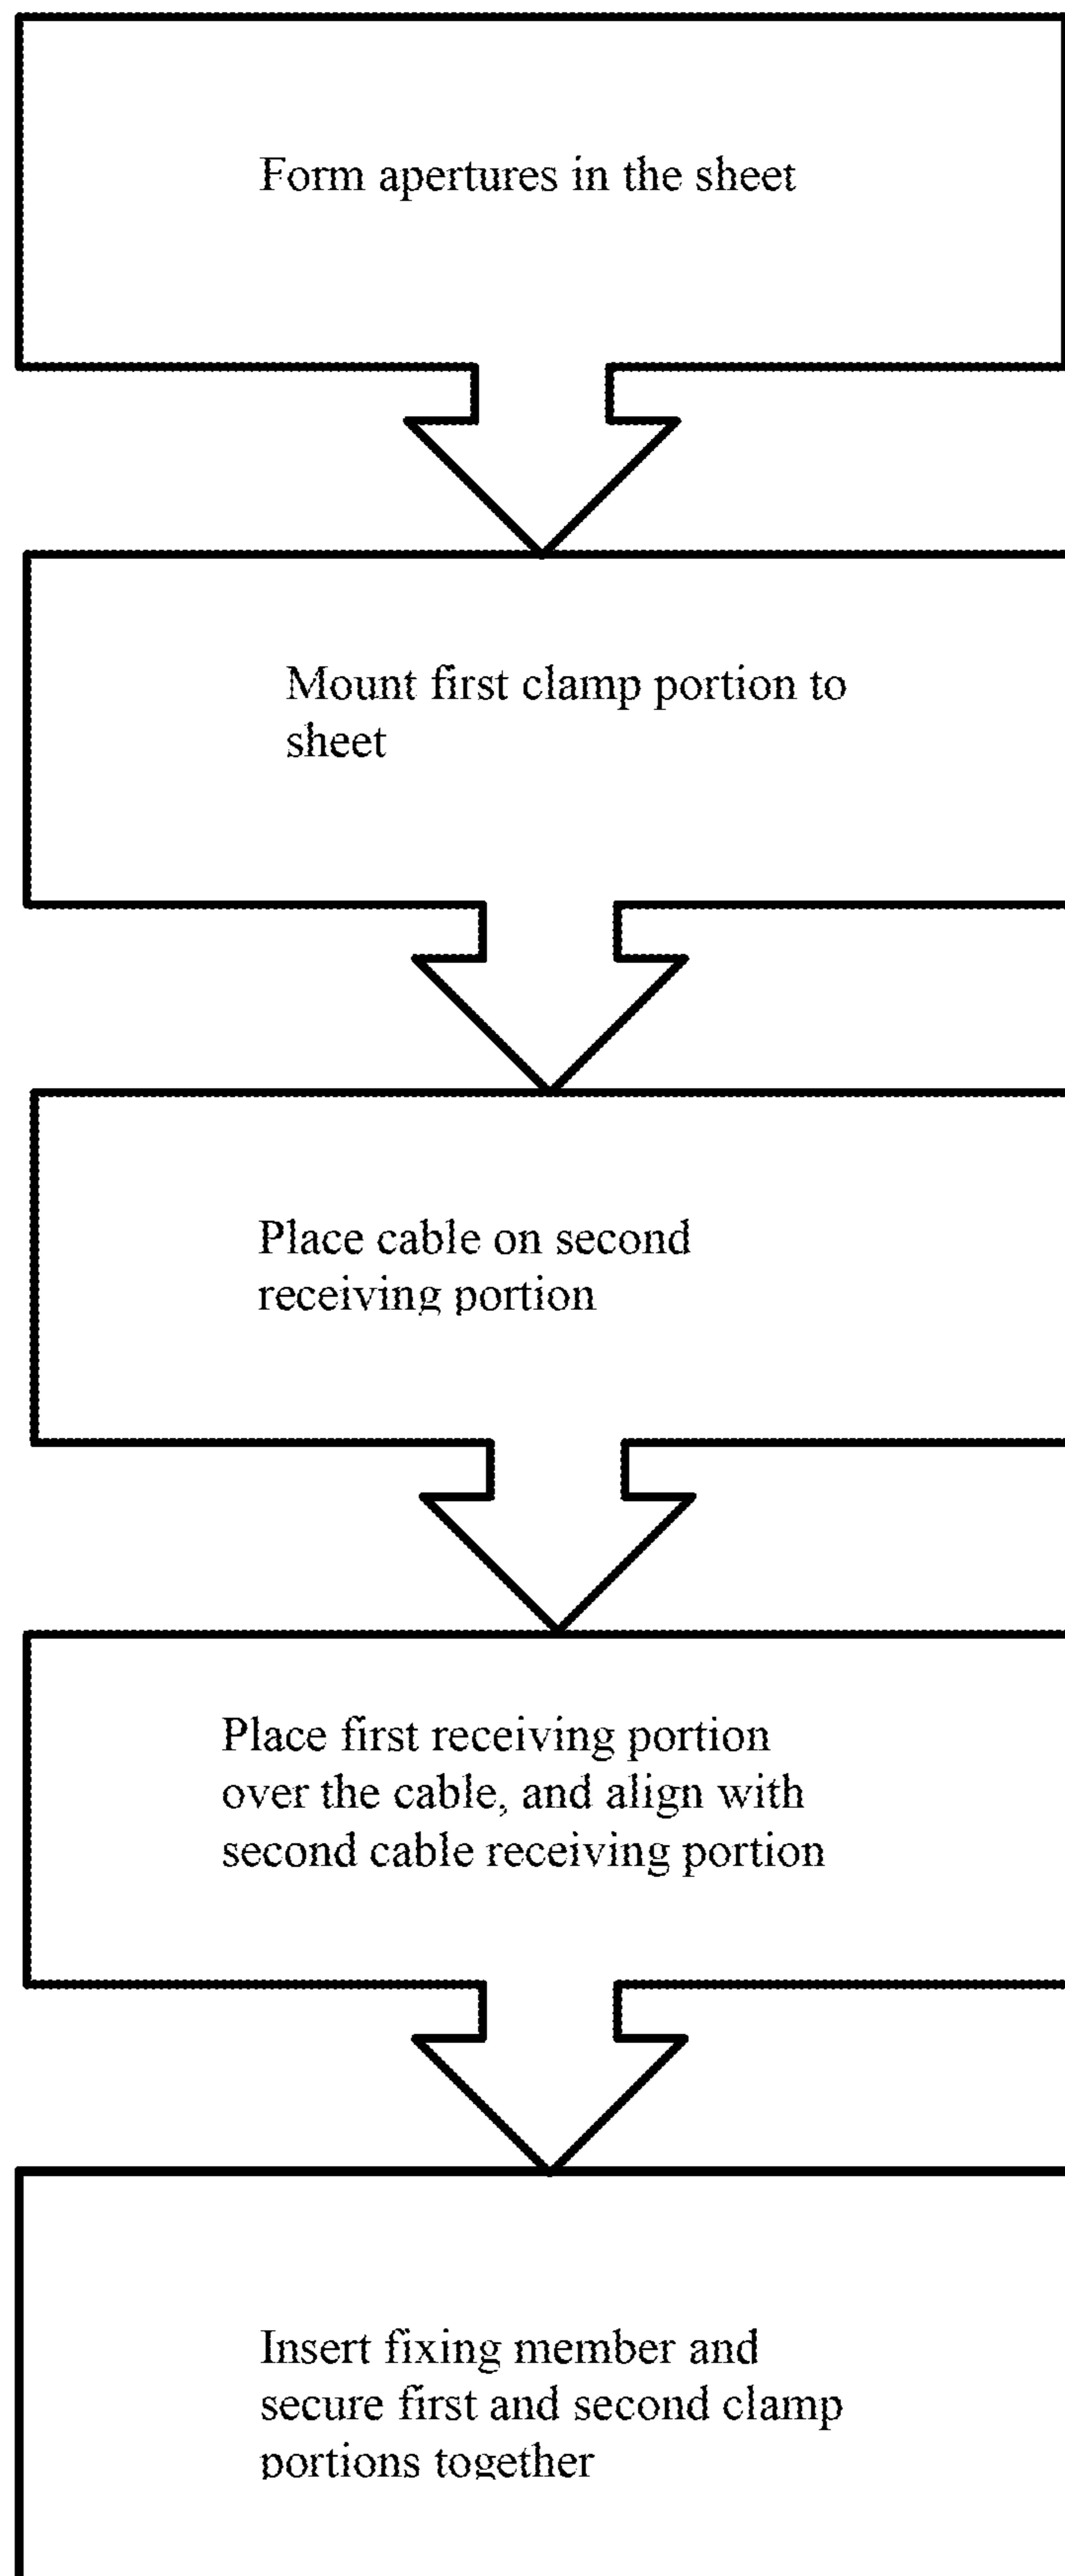 Form apertures in the sheet
Mount first clamp portion to
sheet
Place cable on second
receiving portion
Place first receiving portion
over the cable, and align with
second cable receiving portion
Insert fixing member and
secure first and second clamp
portions together